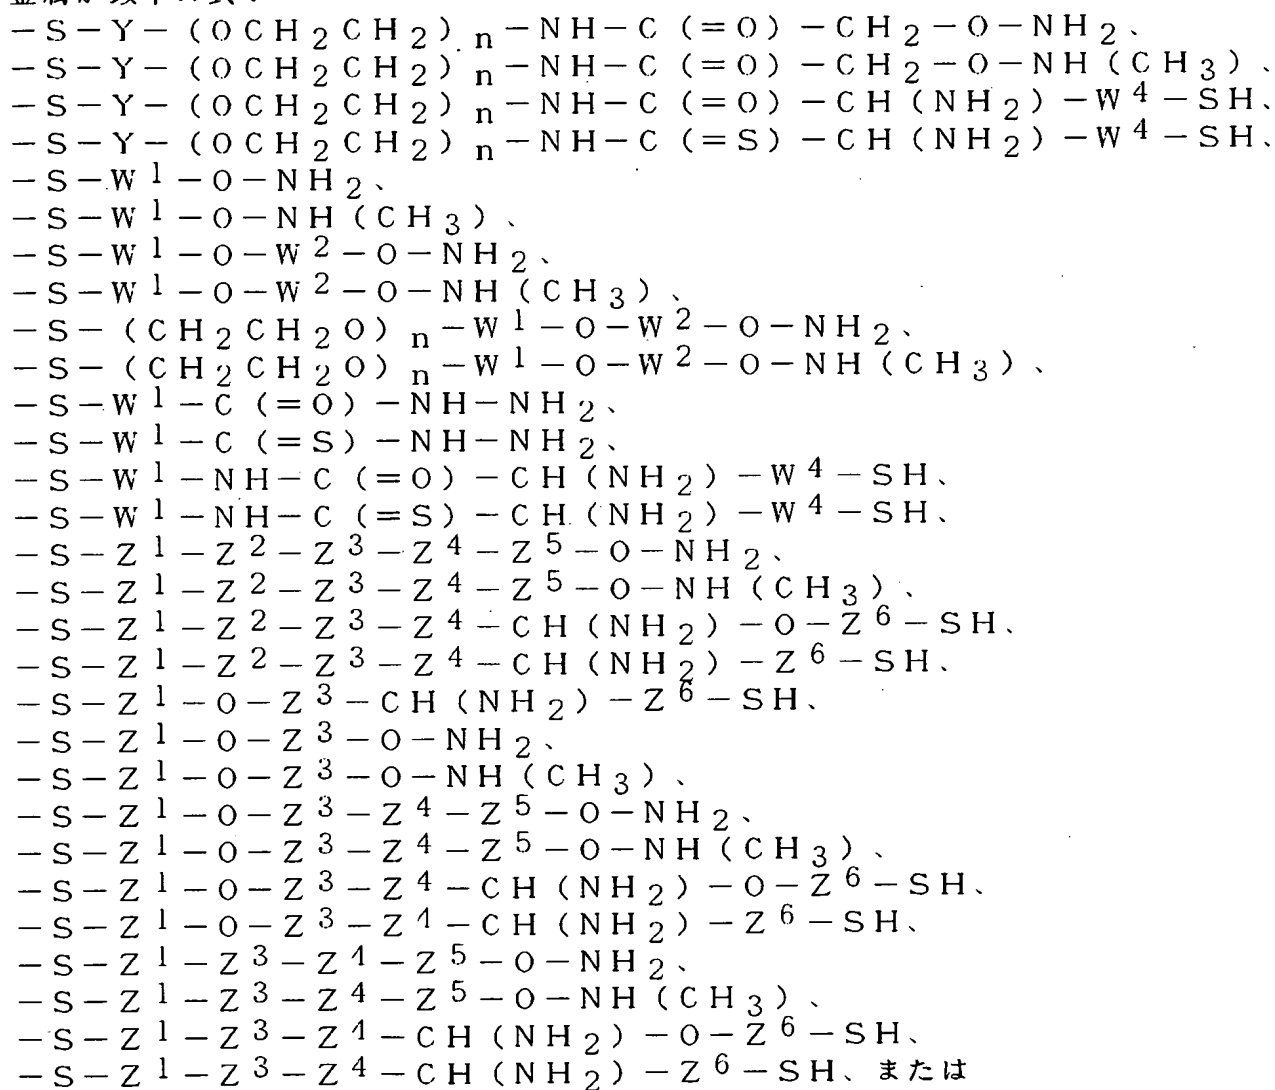 －S－Y－(OCH₂CH₂)ₙ－NH－C(=O)－CH₂－O－NH₂、
－S－Y－(OCH₂CH₂)ₙ－NH－C(=O)－CH₂－O－NH(CH₃)、
－S－Y－(OCH₂CH₂)ₙ－NH－C(=O)－CH(NH₂)－W⁴－SH、
－S－Y－(OCH₂CH₂)ₙ－NH－C(=S)－CH(NH₂)－W⁴－SH、
－S－W¹－O－NH₂、
－S－W¹－O－NH(CH₃)、
－S－W¹－O－W²－O－NH₂、
－S－W¹－O－W²－O－NH(CH₃)、
－S－(CH₂CH₂O)ₙ－W¹－O－W²－O－NH₂、
－S－(CH₂CH₂O)ₙ－W¹－O－W²－O－NH(CH₃)、
－S－W¹－C(=O)－NH－NH₂、
－S－W¹－C(=S)－NH－NH₂、
－S－W¹－NH－C(=O)－CH(NH₂)－W⁴－SH、
－S－W¹－NH－C(=S)－CH(NH₂)－W⁴－SH、
－S－Z¹－Z²－Z³－Z⁴－Z⁵－O－NH₂、
－S－Z¹－Z²－Z³－Z⁴－Z⁵－O－NH(CH₃)、
－S－Z¹－Z²－Z³－Z⁴－CH(NH₂)－O－Z⁶－SH、
－S－Z¹－Z²－Z³－Z⁴－CH(NH₂)－Z⁶－SH、
－S－Z¹－O－Z³－CH(NH₂)－Z⁶－SH、
－S－Z¹－O－Z³－O－NH₂、
－S－Z¹－O－Z³－O－NH(CH₃)、
－S－Z¹－O－Z³－Z⁴－Z⁵－O－NH₂、
－S－Z¹－O－Z³－Z⁴－Z⁵－O－NH(CH₃)、
－S－Z¹－O－Z³－Z⁴－CH(NH₂)－O－Z⁶－SH、
－S－Z¹－O－Z³－Z⁴－CH(NH₂)－Z⁶－SH、
－S－Z¹－Z³－Z⁴－Z⁵－O－NH₂、
－S－Z¹－Z³－Z⁴－Z⁵－O－NH(CH₃)、
－S－Z¹－Z³－Z⁴－CH(NH₂)－O－Z⁶－SH、
－S－Z¹－Z³－Z⁴－CH(NH₂)－Z⁶－SH、または